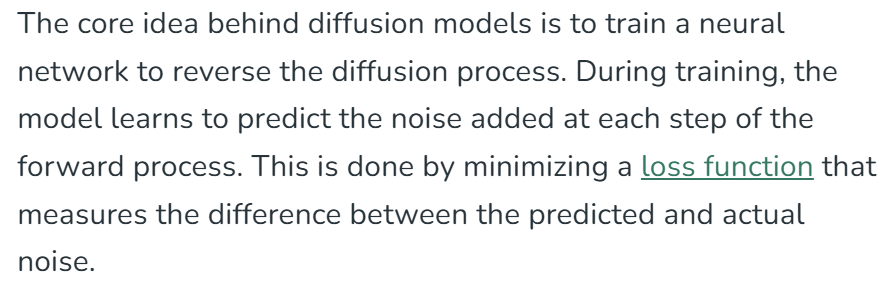 The core idea behind diffusion models is to train a neural
network to reverse the diffusion process. During training, the
model learns to predict the noise added at each step of the
forward process. This is done by minimizing a loss function that
measures the difference between the predicted and actual
noise.